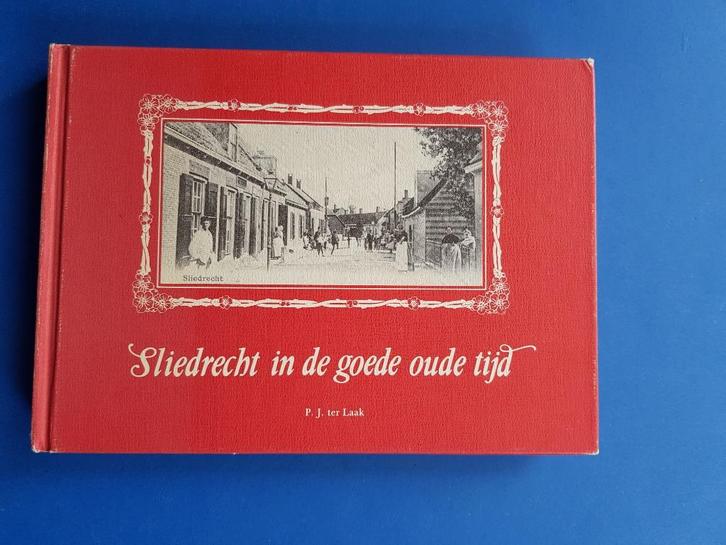 Sliedrecht
Sliedrecht in de goede oude tijd
P. J. ter Laak